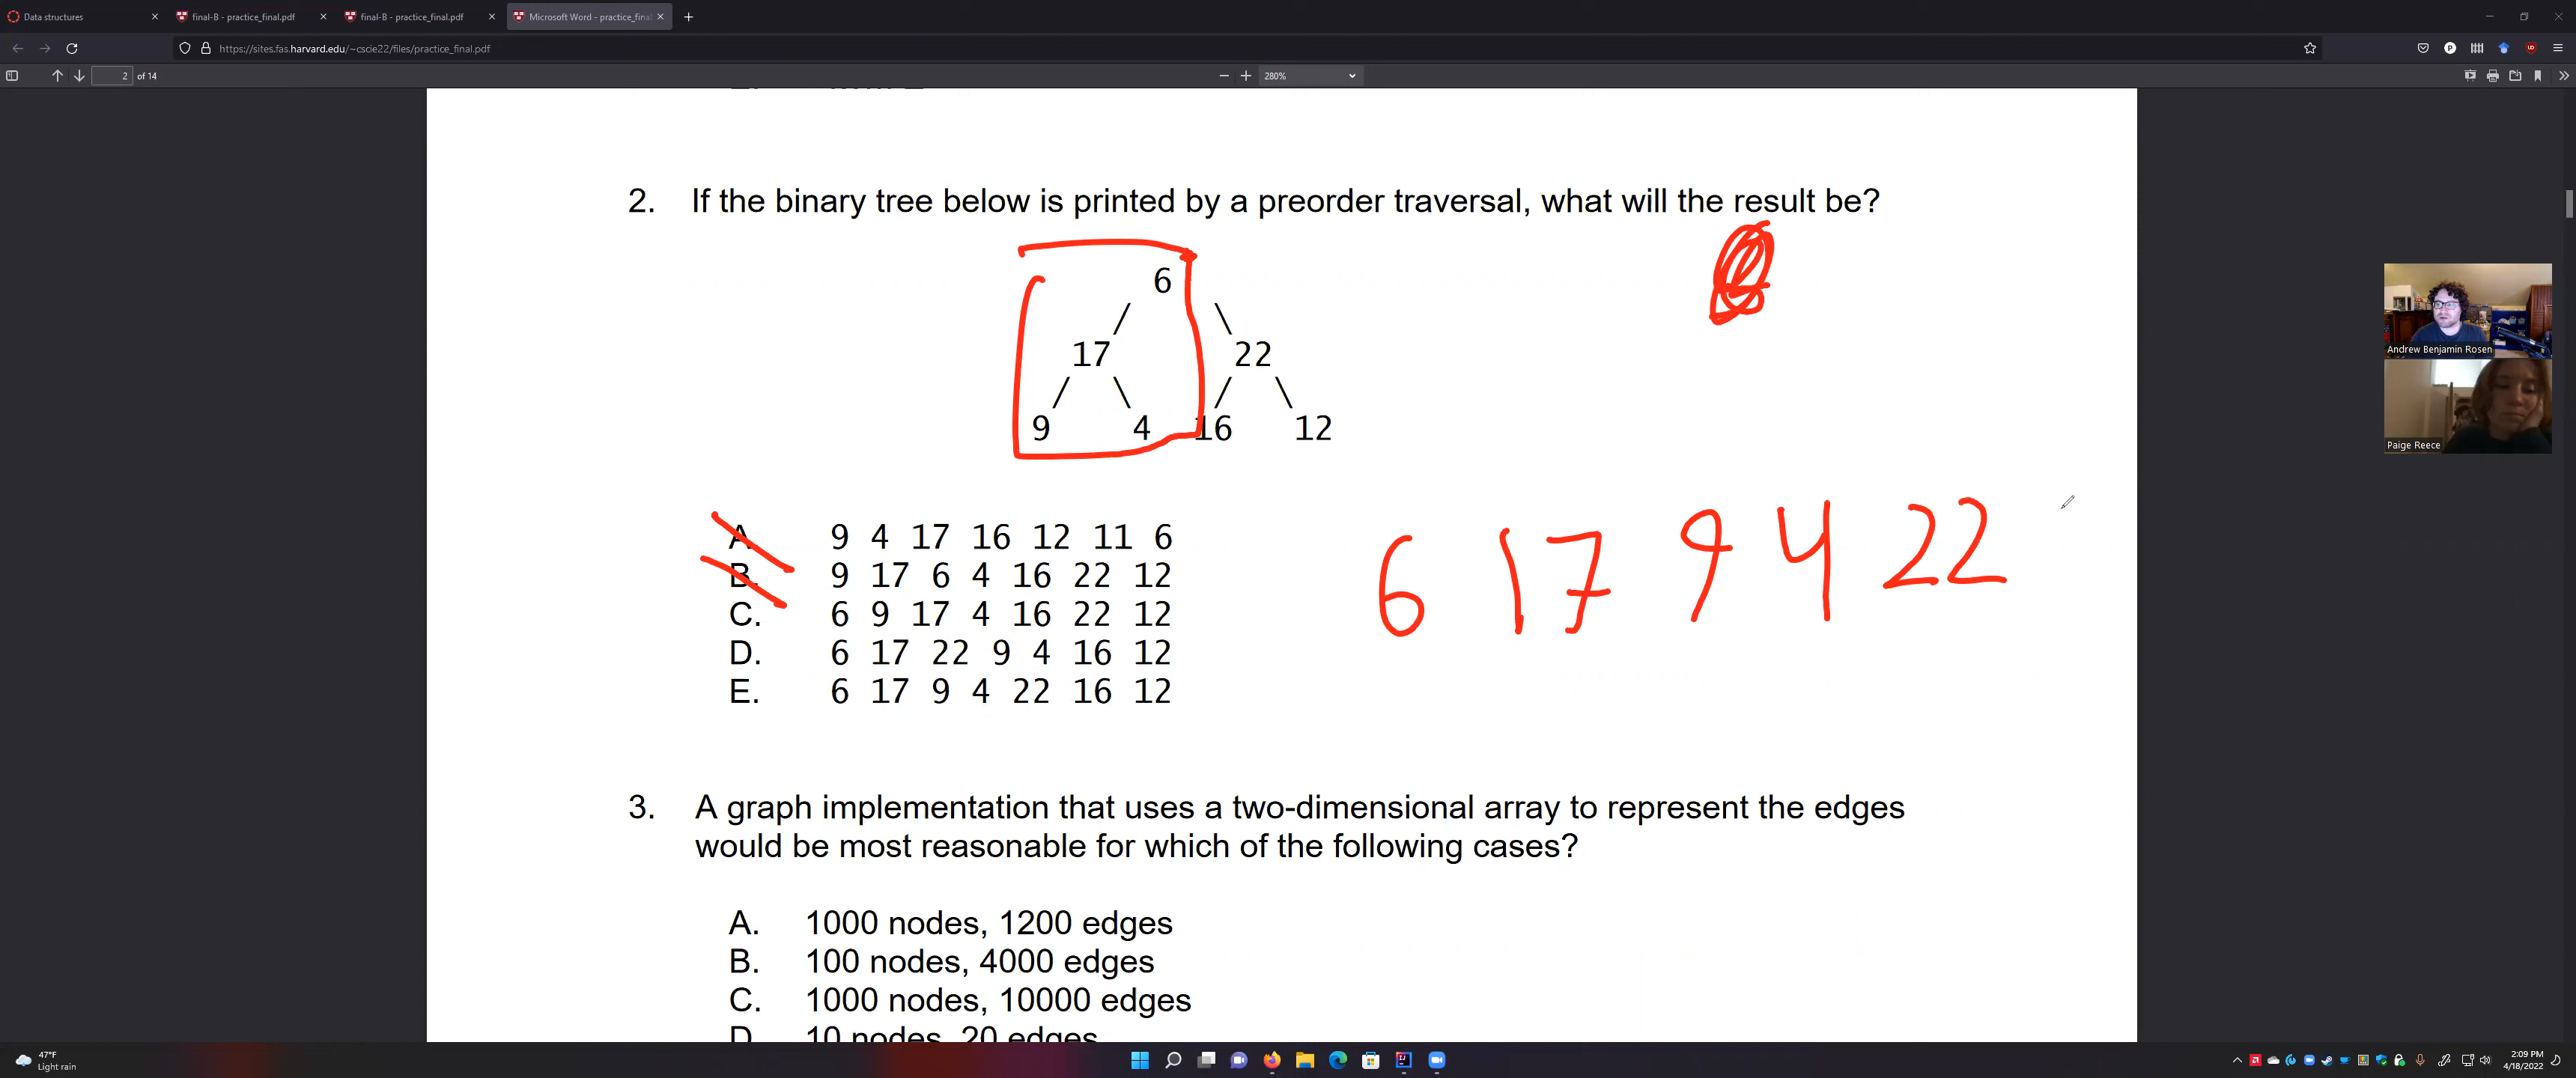 Data structures
final-B - practice_final.pdf
final-B - practice_final.pdf
Microsoft Word - practice_final
https://sites.fas.harvard.edu/~cscie22/files/practice_final.pdf
2 of 14
280%
2. If the binary tree below is printed by a preorder traversal, what will the result be?
6
/ \
17 22
/ \ / \
9 4 16 12
A. 9 4 17 16 12 11 6
B. 9 17 6 4 16 22 12
C. 6 9 17 4 16 22 12
D. 6 17 22 9 4 16 12
E. 6 17 9 4 22 16 12
6 17 9 4 22
3. A graph implementation that uses a two-dimensional array to represent the edges
would be most reasonable for which of the following cases?
A. 1000 nodes, 1200 edges
B. 100 nodes, 4000 edges
C. 1000 nodes, 10000 edges
D. 10 nodes, 20 edges
Andrew Benjamin Rosen
Paige Reece
47°F
Light rain
2:09 PM
4/18/2022